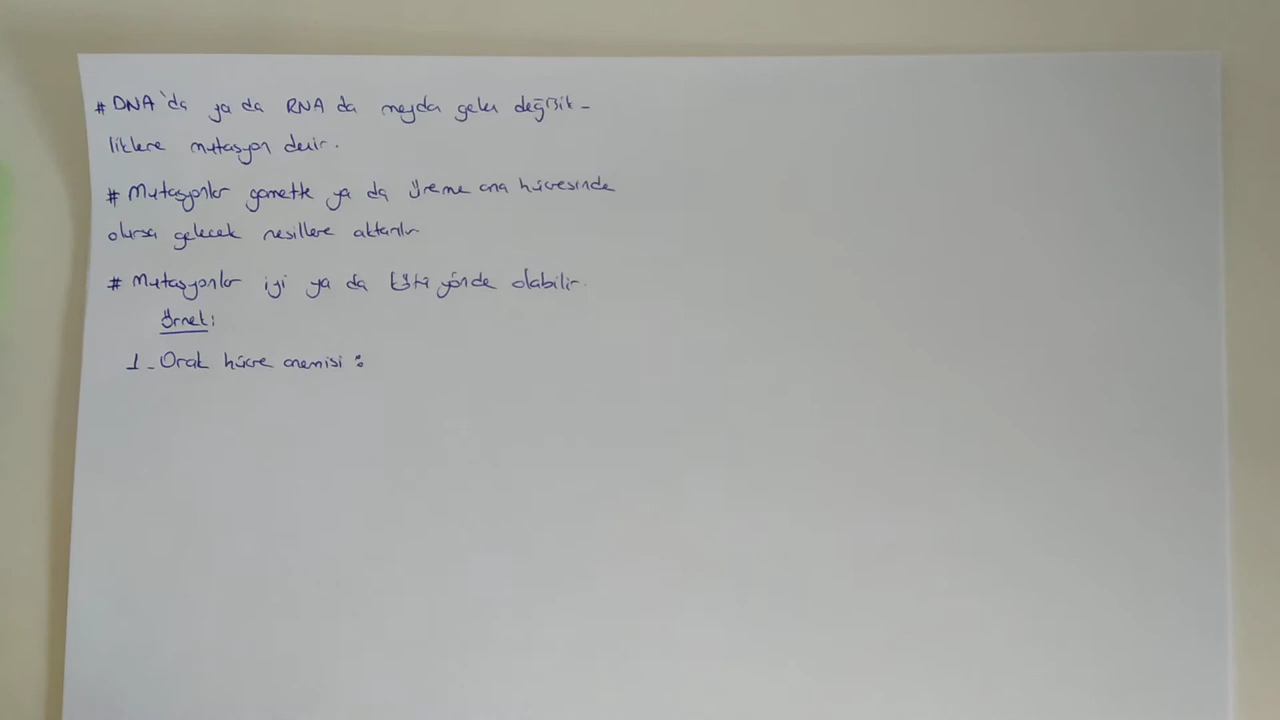 # DNA'da ya da RNA da meyda gelen değişik-
liklere mutasyon denir.
# Mutasyonlar gamette ya da üreme ana hücresinde
olursa gelecek nesillere aktarılır
# Mutasyonlar iyi ya da kötü yönde olabilir.
Örnek:
1- Orak hücre anemisi :